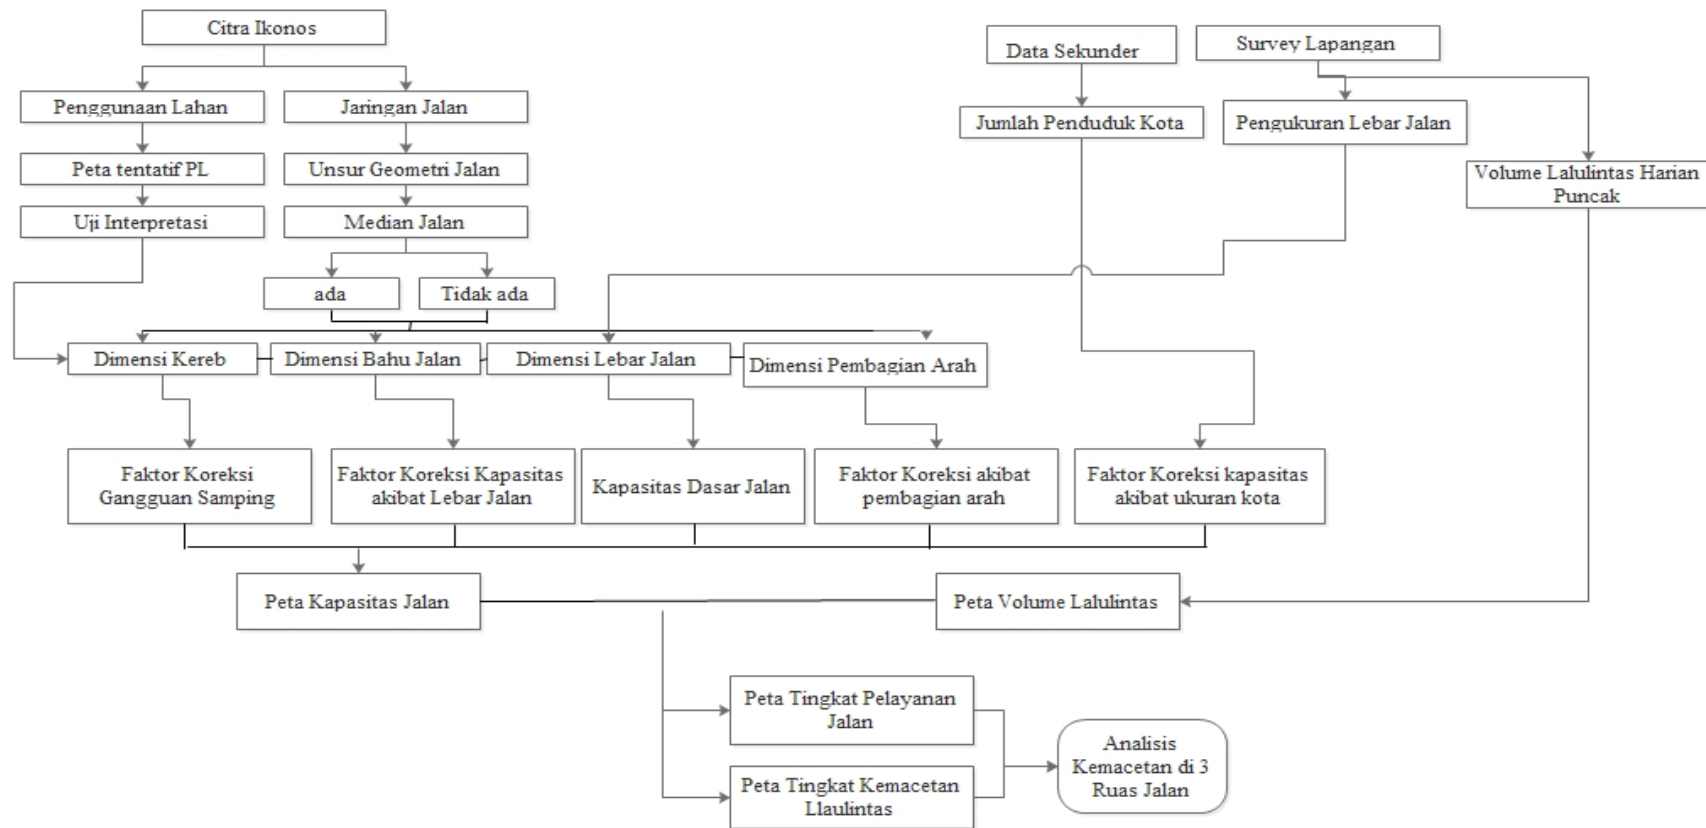 Citra Ikonos
Data Sekunder
Survey Lapangan
Penggunaan Lahan
Jaringan Jalan
Jumlah Penduduk Kota
Pengukuran Lebar Jalan
Peta tentatif PL
Unsur Geometri Jalan
Volume Lalulintas Harian
Puncak
Uji Interpretasi
Median Jalan
ada
Tidak ada
Dimensi Kereb
Dimensi Bahu Jalan
Dimensi Lebar Jalan
Dimensi Pembagian Arah
Faktor Koreksi
Gangguan Samping
Faktor Koreksi Kapasitas
akibat Lebar Jalan
Kapasitas Dasar Jalan
Faktor Koreksi akibat
pembagian arah
Faktor Koreksi kapasitas
akibat ukuran kota
Peta Kapasitas Jalan
Peta Volume Lalulintas
Peta Tingkat Pelayanan
Jalan
Peta Tingkat Kemacetan
Llaulintas
Analisis
Kemacetan di 3
Ruas Jalan